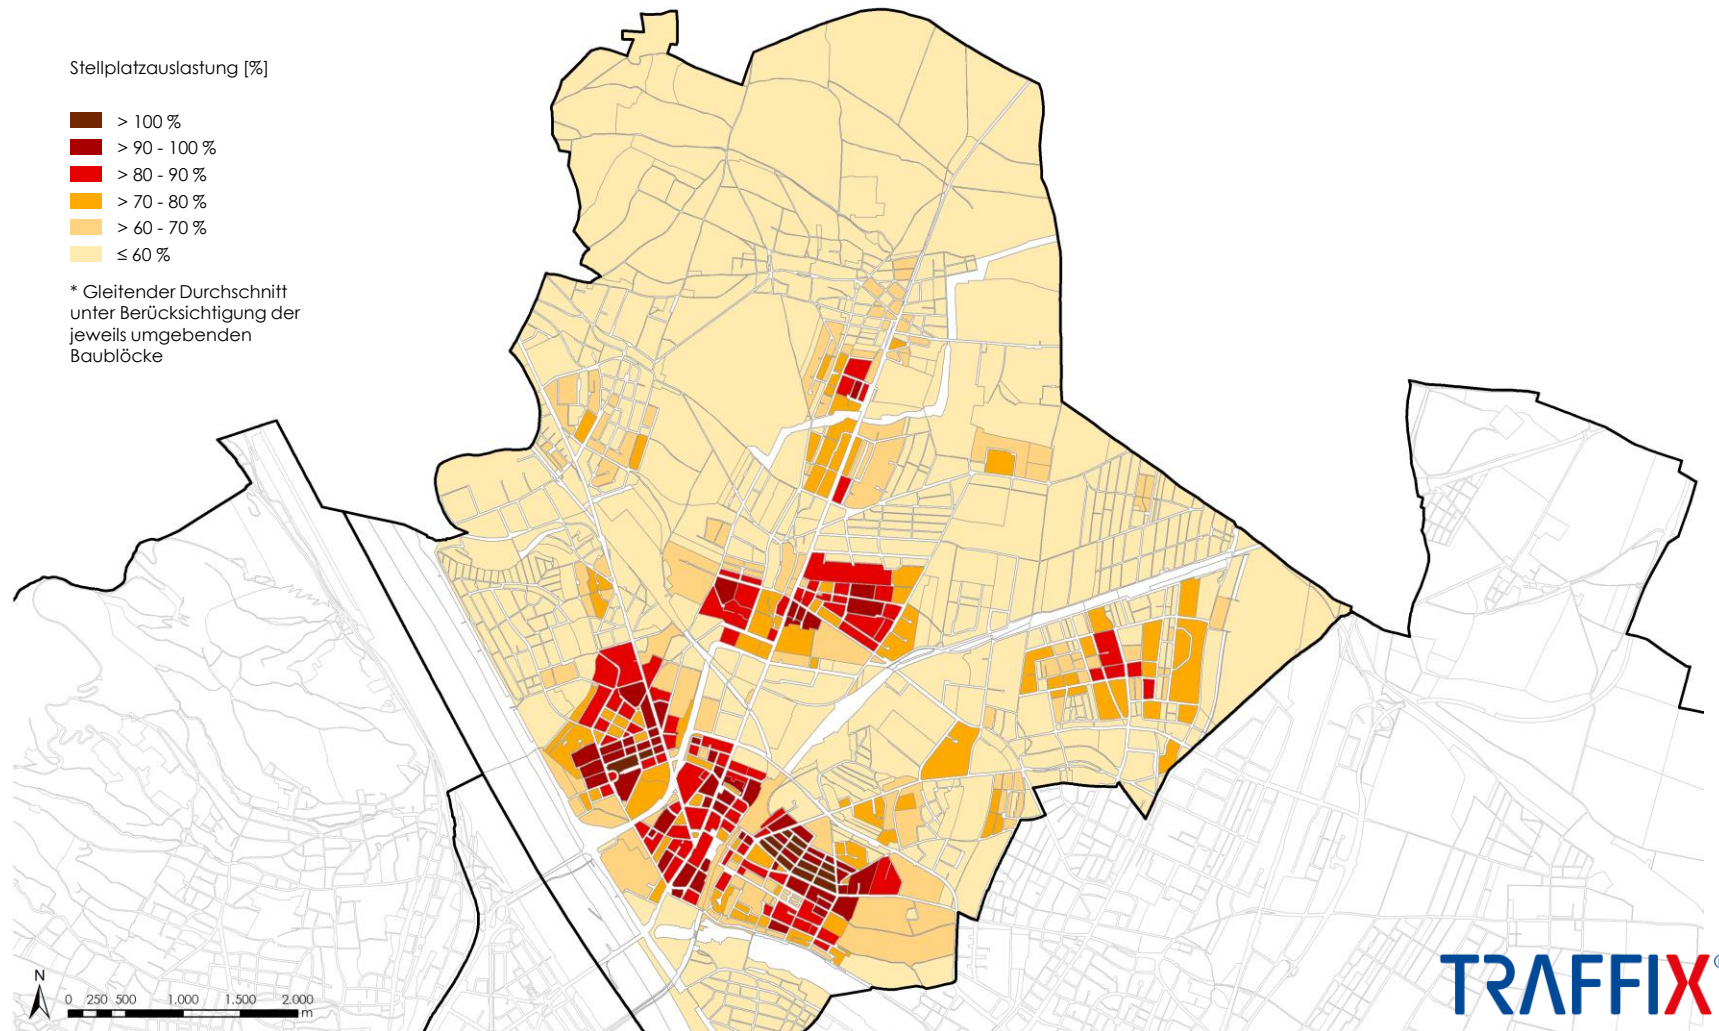 Stellplatzauslastung [%]
> 100 %
> 90 - 100 %
> 80 - 90 %
> 70 - 80 %
> 60 - 70 %
≤ 60 %
* Gleitender Durchschnitt
unter Berücksichtigung der
jeweils umgebenden
Baublöcke
N
0 250 500 1.000 1.500 2.000
m
TRAFFIX®